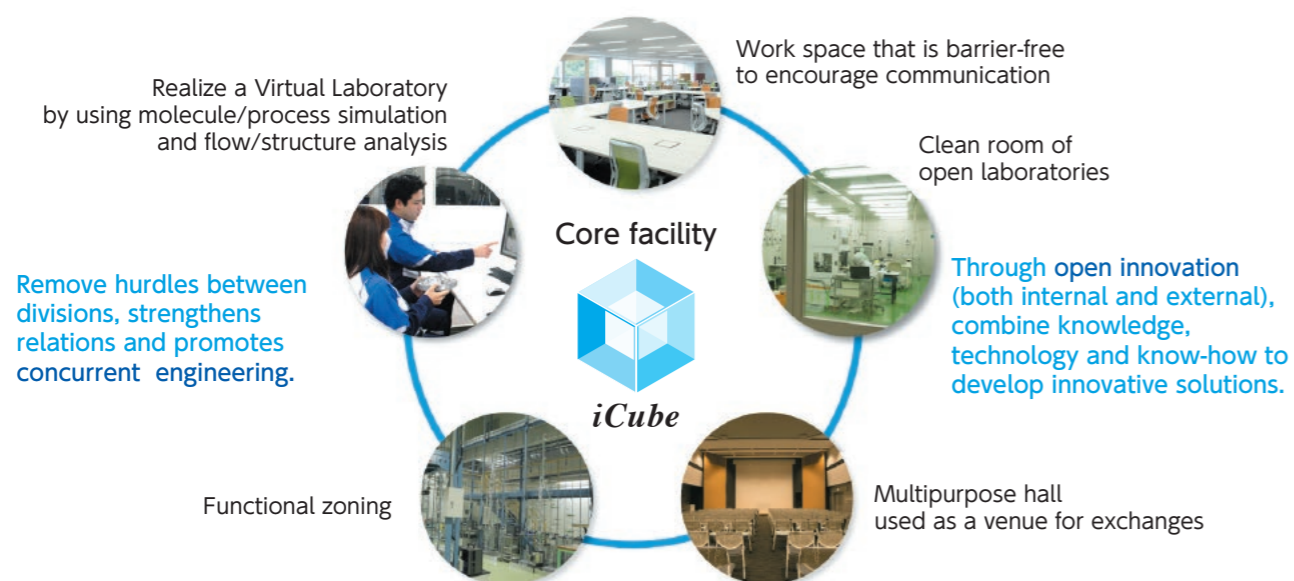 Work space that is barrier-free
to encourage communication
Realize a Virtual Laboratory
by using molecule/process simulation
and flow/structure analysis
Clean room of
open laboratories
Core facility
iCube
Remove hurdles between
divisions, strengthens
relations and promotes
concurrent engineering.
Through open innovation
(both internal and external),
combine knowledge,
technology and know-how to
develop innovative solutions.
Functional zoning
Multipurpose hall
used as a venue for exchanges